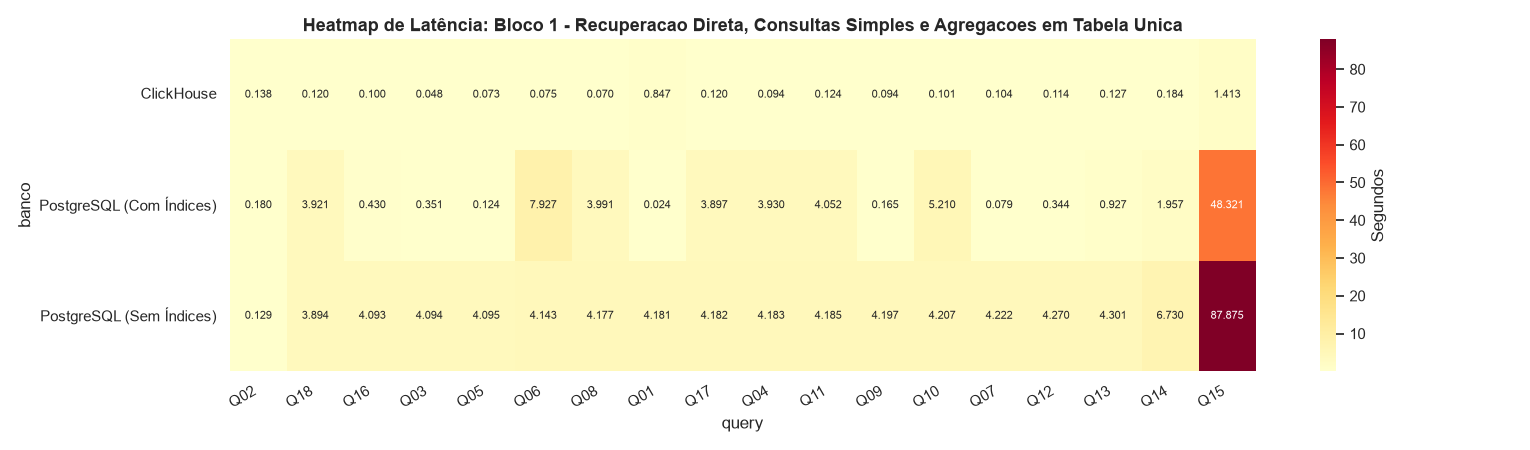 Heatmap de Latência: Bloco 1 - Recuperacao Direta, Consultas Simples e Agregacoes em Tabela Unica
banco
ClickHouse 0.138 0.120 0.100 0.048 0.073 0.075 0.070 0.847 0.120 0.094 0.124 0.094 0.101 0.104 0.114 0.127 0.184 1.413
PostgreSQL (Com Índices) 0.180 3.921 0.430 0.351 0.124 7.927 3.991 0.024 3.897 3.930 4.052 0.165 5.210 0.079 0.344 0.927 1.957 48.321
PostgreSQL (Sem Índices) 0.129 3.894 4.093 4.094 4.095 4.143 4.177 4.181 4.182 4.183 4.185 4.197 4.207 4.222 4.270 4.301 6.730 87.875
Q02 Q18 Q16 Q03 Q05 Q06 Q08 Q01 Q17 Q04 Q11 Q09 Q10 Q07 Q12 Q13 Q14 Q15
query
80
70
60
50
40
30
20
10
Segundos